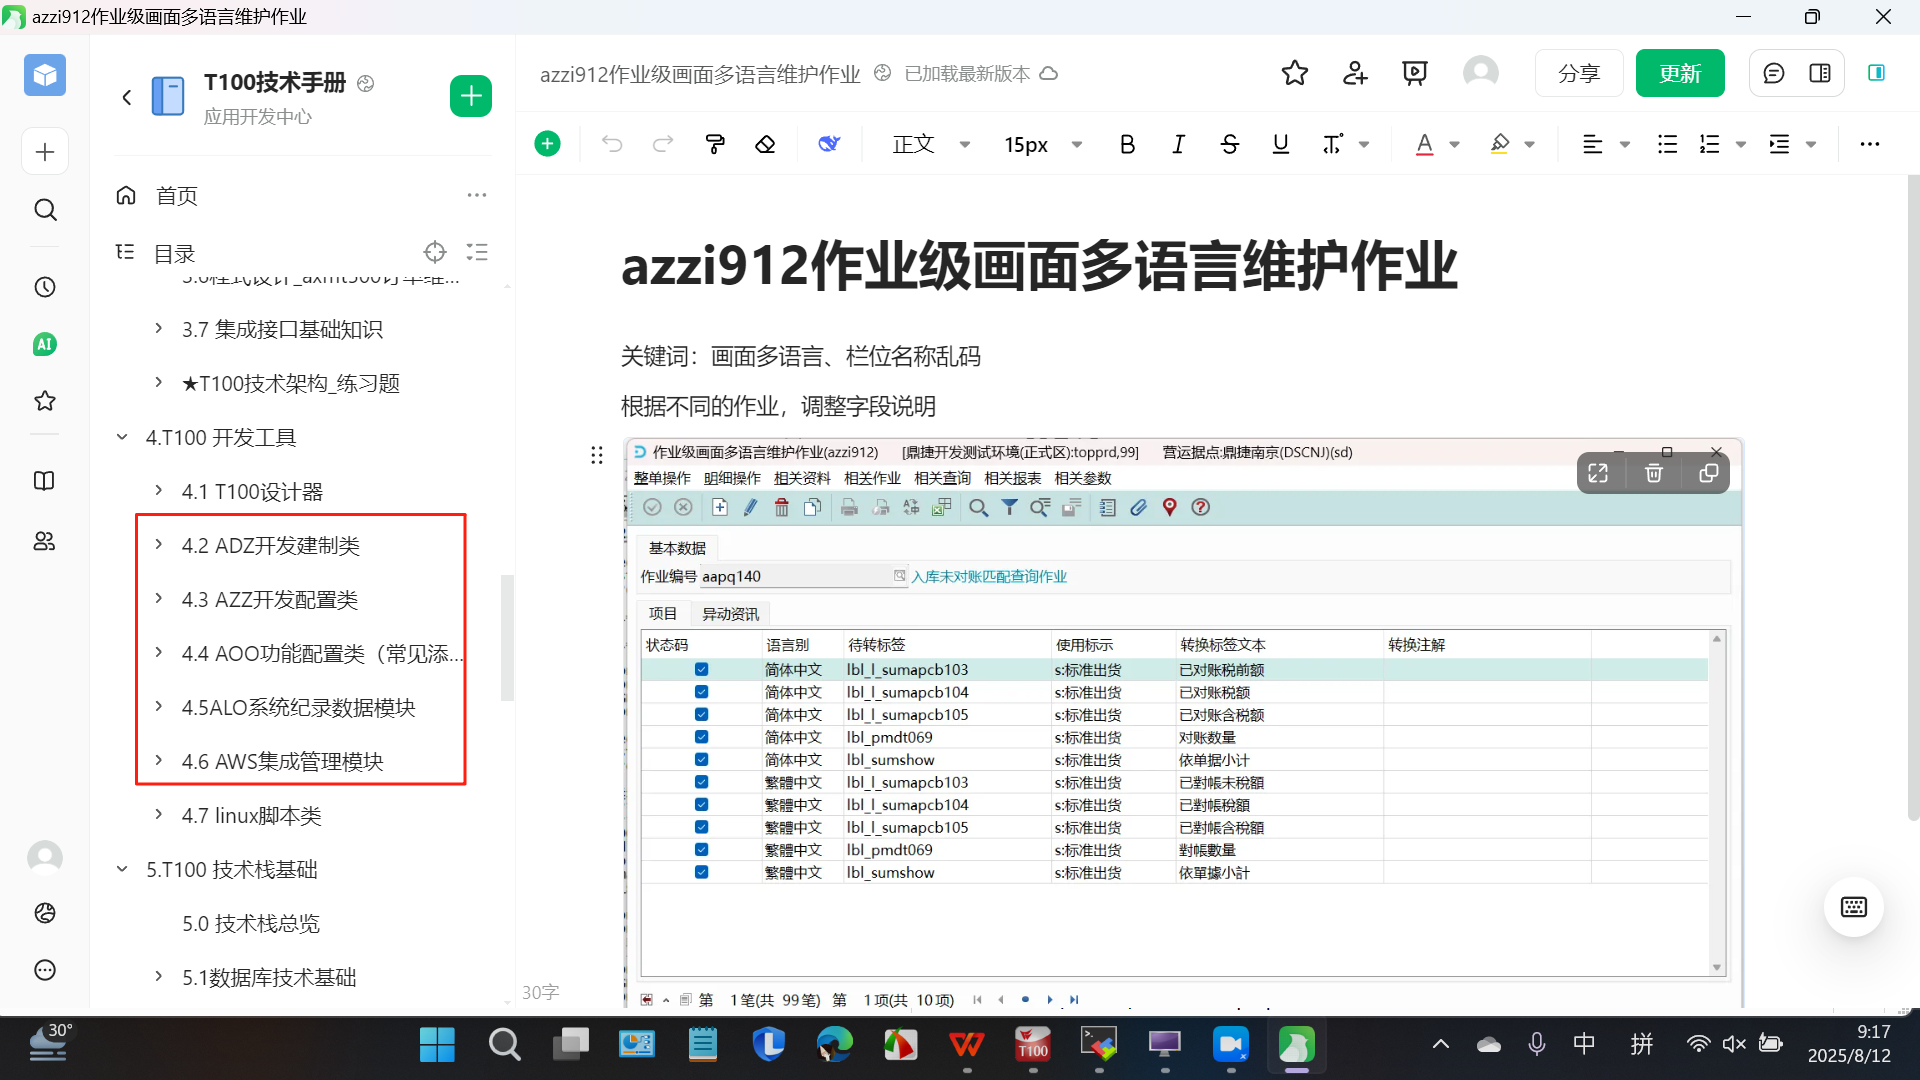 azzi912作业级画面多语言维护作业
T100技术手册
应用开发中心
首页
目录
3.7 集成接口基础知识
★T100技术架构_练习题
4.T100 开发工具
4.1 T100设计器
4.2 ADZ开发建制类
4.3 AZZ开发配置类
4.4 AOO功能配置类（常见添...
4.5ALO系统纪录数据模块
4.6 AWS集成管理模块
4.7 linux脚本类
5.T100 技术栈基础
5.0 技术栈总览
5.1数据库技术基础
AI
azzi912作业级画面多语言维护作业 已加载最新版本
分享 更新
正文 15px B I S U T A
azzi912作业级画面多语言维护作业
关键词：画面多语言、栏位名称乱码
根据不同的作业，调整字段说明
作业级画面多语言维护作业(azzi912) [鼎捷开发测试环境(正式区):topprd,99] 营运据点:鼎捷南京(DSCNJ)(sd)
整单操作 明细操作 相关资料 相关作业 相关查询 相关报表 相关参数
基本数据
作业编号 aapq140 入库未对账匹配查询作业
项目 异动资讯
状态码 语言别 待转标签 使用标示 转换标签文本 转换注解
简体中文 lbl_l_sumapcb103 s:标准出货 已对账税前额
简体中文 lbl_l_sumapcb104 s:标准出货 已对账税额
简体中文 lbl_l_sumapcb105 s:标准出货 已对账含税额
简体中文 lbl_pmdt069 s:标准出货 对账数量
简体中文 lbl_sumshow s:标准出货 依单据小计
繁體中文 lbl_l_sumapcb103 s:标准出货 已對帳未稅額
繁體中文 lbl_l_sumapcb104 s:标准出货 已對帳稅額
繁體中文 lbl_l_sumapcb105 s:标准出货 已對帳含稅額
繁體中文 lbl_pmdt069 s:标准出货 對帳數量
繁體中文 lbl_sumshow s:标准出货 依單據小計
第 1笔(共 99笔) 第 1项(共 10项)
30字
30°
T100
中 拼
9:17
2025/8/12